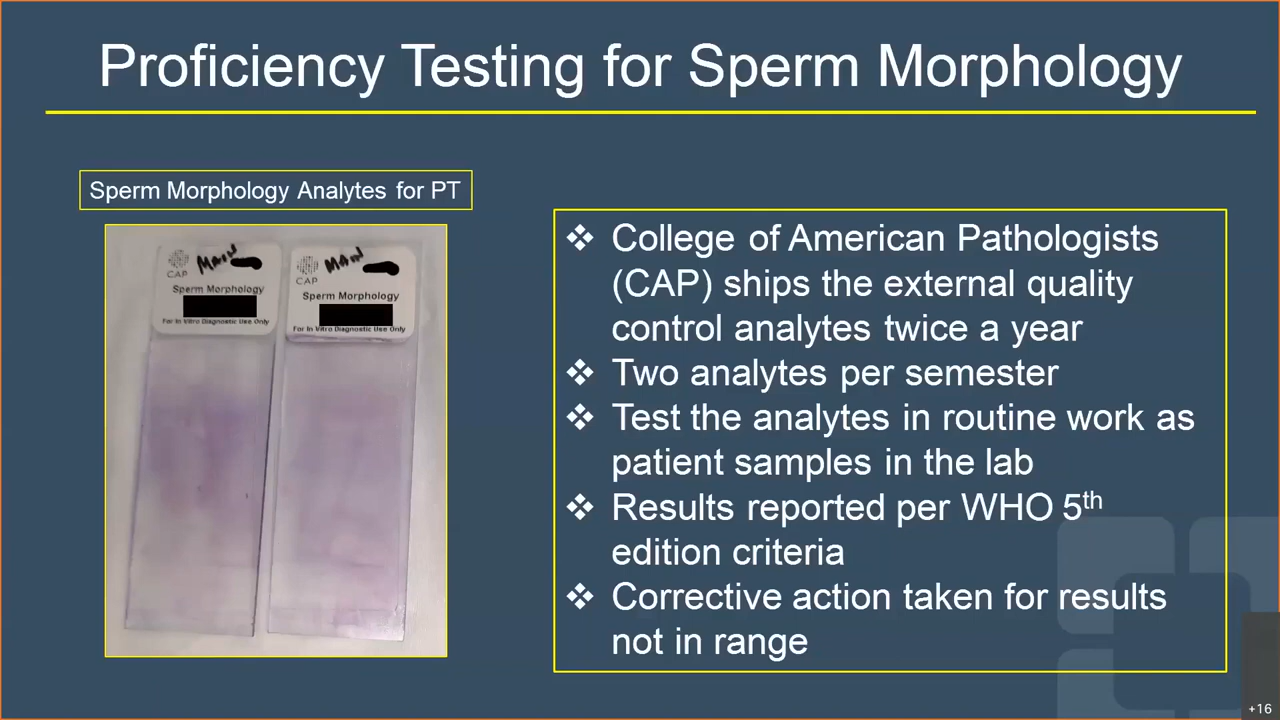 Proficiency Testing for Sperm Morphology
Sperm Morphology Analytes for PT
CAP
Main
Sperm Morphology
For In Vitro Diagnostic Use Only
CAP
Main
Sperm Morphology
For In Vitro Diagnostic Use Only
❖ College of American Pathologists
(CAP) ships the external quality
control analytes twice a year
❖ Two analytes per semester
❖ Test the analytes in routine work as
patient samples in the lab
❖ Results reported per WHO 5th
edition criteria
❖ Corrective action taken for results
not in range
+16